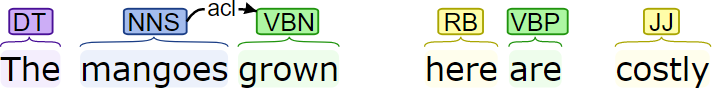 DT NNS acl VBN RB VBP JJ
The mangoes grown here are costly